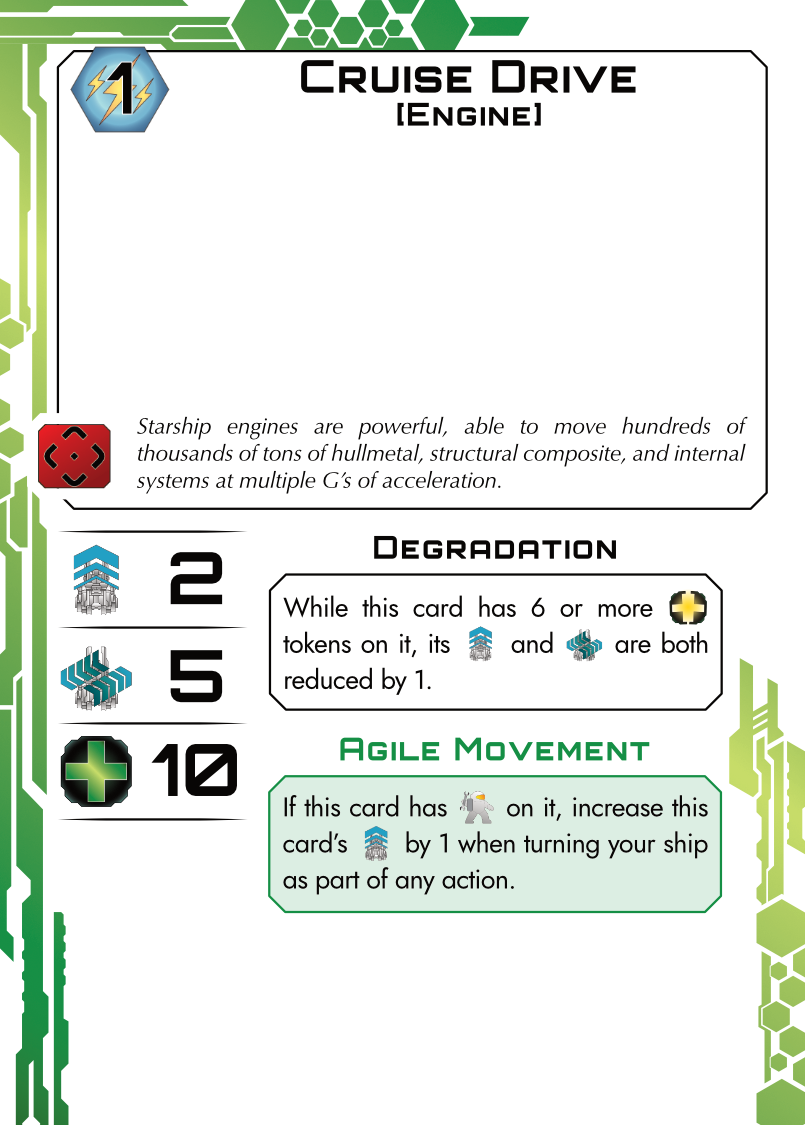 1
CRUISE DRIVE
[ENGINE]
Starship engines are powerful, able to move hundreds of
thousands of tons of hullmetal, structural composite, and internal
systems at multiple G's of acceleration.
2
5
10
DEGRADATION
While this card has 6 or more
tokens on it, its and are both
reduced by 1.
AGILE MOVEMENT
If this card has on it, increase this
card's by 1 when turning your ship
as part of any action.